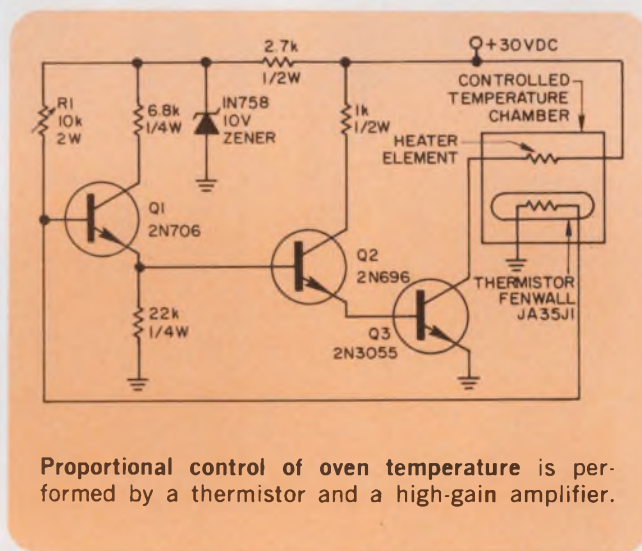 2.7k
1/2W
+30VDC
R1
10k
2W
6.8k
1/4W
IN758
10V
ZENER
1k
1/2W
CONTROLLED
TEMPERATURE
CHAMBER
HEATER
ELEMENT
Q1
2N706
Q2
2N696
THERMISTOR
FENWALL
JA35J1
22k
1/4W
Q3
2N3055
Proportional control of oven temperature is per-
formed by a thermistor and a high-gain amplifier.